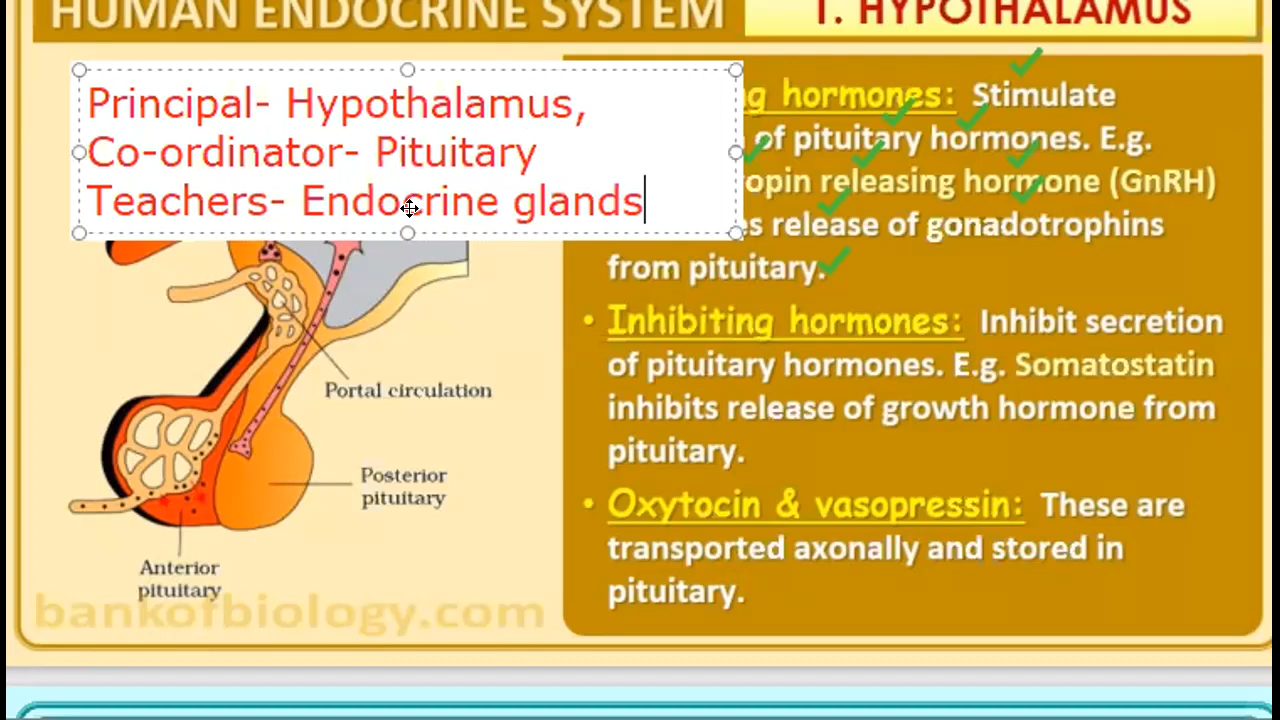 HUMAN ENDOCRINE SYSTEM
1. HYPOTHALAMUS
Principal- Hypothalamus,
Co-ordinator- Pituitary
Teachers- Endocrine glands
hormones: Stimulate
of pituitary hormones. E.g.
releasing hormone (GnRH)
release of gonadotrophins
from pituitary.
• Inhibiting hormones: Inhibit secretion
of pituitary hormones. E.g. Somatostatin
inhibits release of growth hormone from
pituitary.
• Oxytocin & vasopressin: These are
transported axonally and stored in
pituitary.
Portal circulation
Posterior
pituitary
Anterior
pituitary
bankofbiology.com